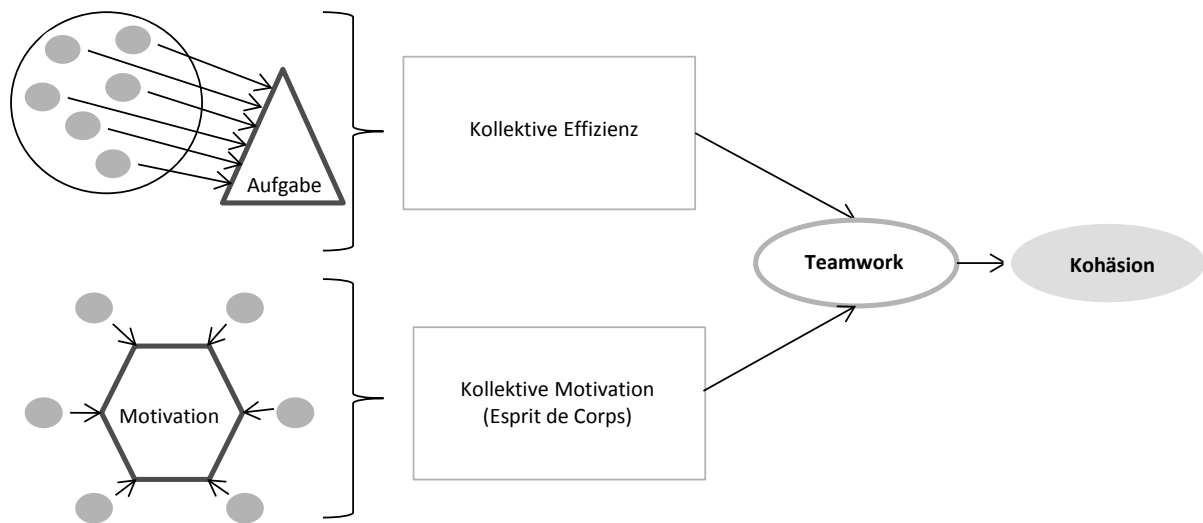 Kollektive Effizienz
Aufgabe
Teamwork
Kohäsion
Kollektive Motivation
(Esprit de Corps)
Motivation